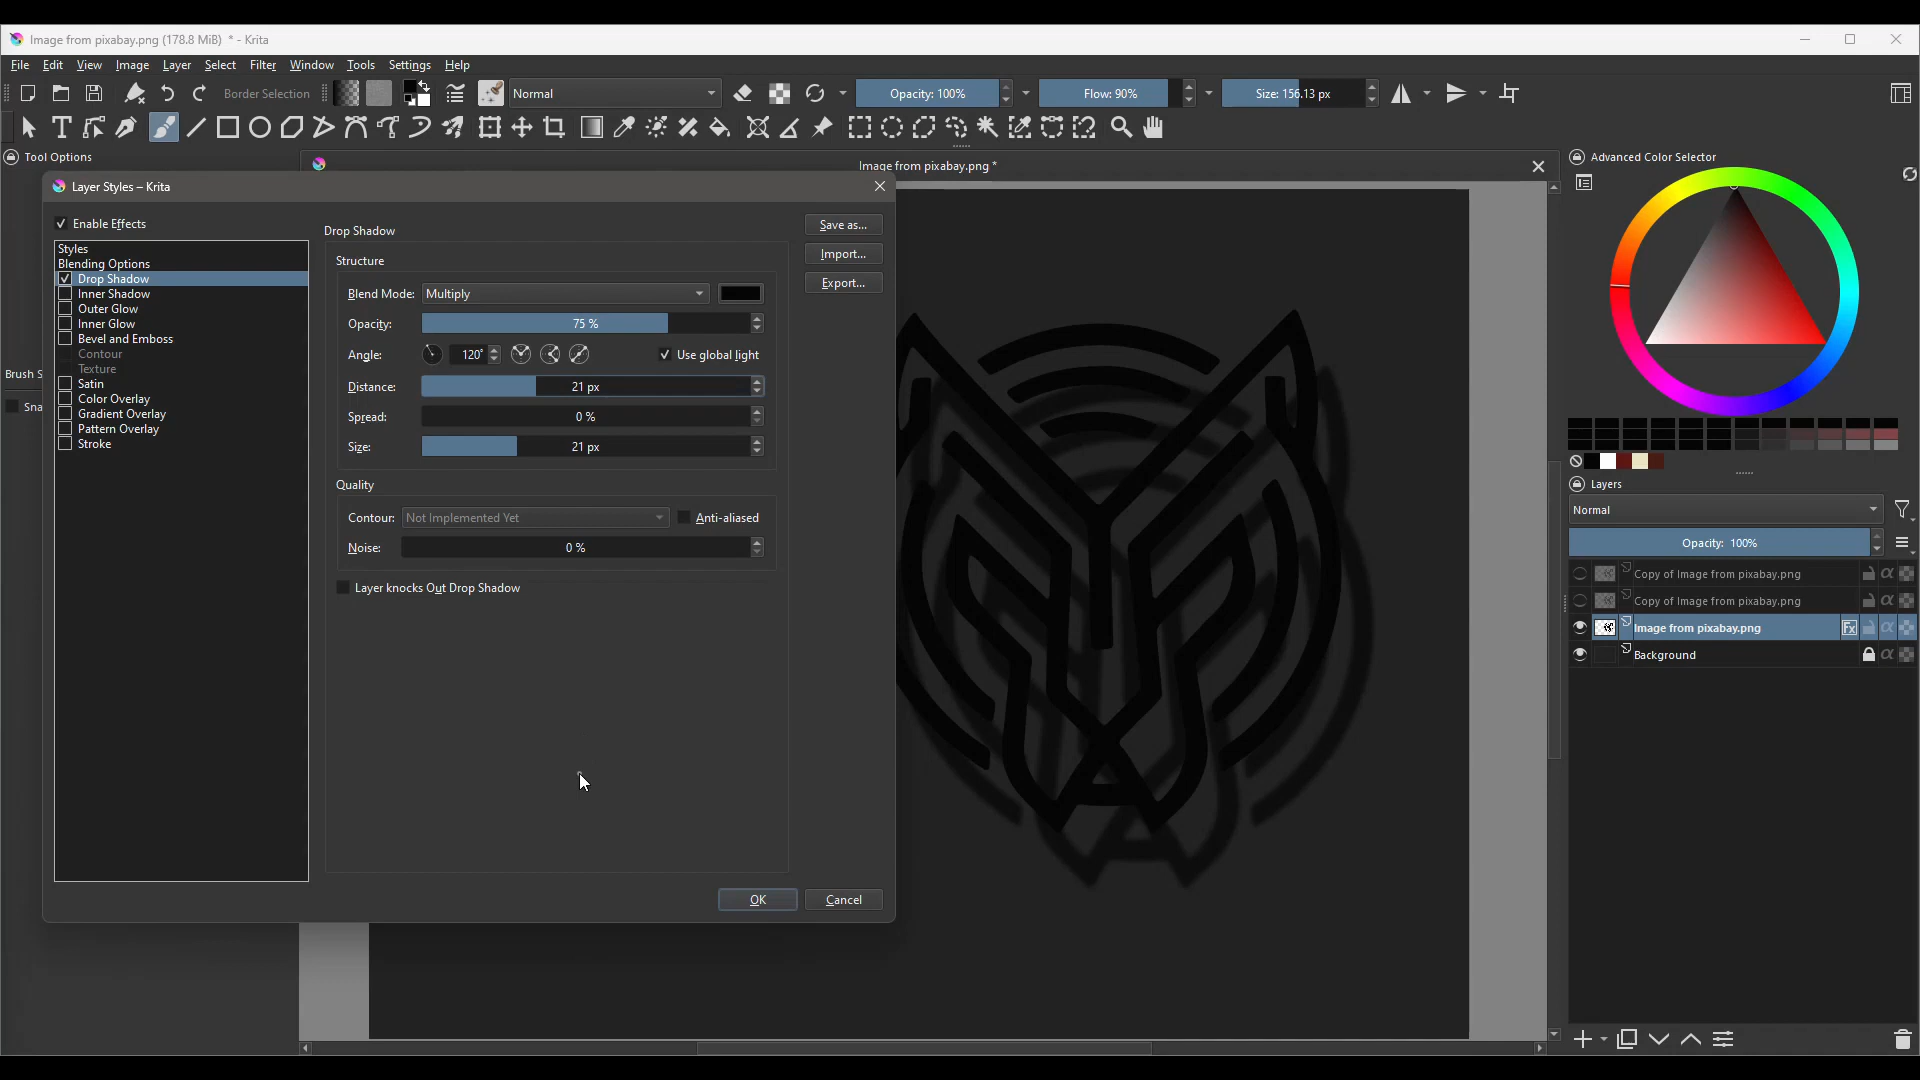 Image from pixabay.png (178.8 MiB) * - Krita
File Edit View Image Layer Select Filter Tools Settings Window Help
Border Selection
Normal
Opacity: 100%
Flow: 90%
Size: 156.13 px
Tool Options
Image from pixabay.png *
Advanced Color Selector
Layer Styles – Krita
Enable Effects
Styles
Blending Options
Drop Shadow
Inner Shadow
Outer Glow
Inner Glow
Bevel and Emboss
Contour
Texture
Satin
Color Overlay
Gradient Overlay
Pattern Overlay
Stroke
Drop Shadow
Structure
Blend Mode: Multiply
Opacity: 75 %
Angle: 120° Use global light
Distance: 21 px
Spread: 0 %
Size: 21 px
Quality
Contour: Not Implemented Yet Anti-aliased
Noise: 0 %
Layer knocks Out Drop Shadow
Save as...
Import...
Export...
OK
Cancel
Brush S
Sna
Layers
Normal
Opacity: 100%
Copy of Image from pixabay.png
Copy of Image from pixabay.png
Image from pixabay.png
Fx
Background